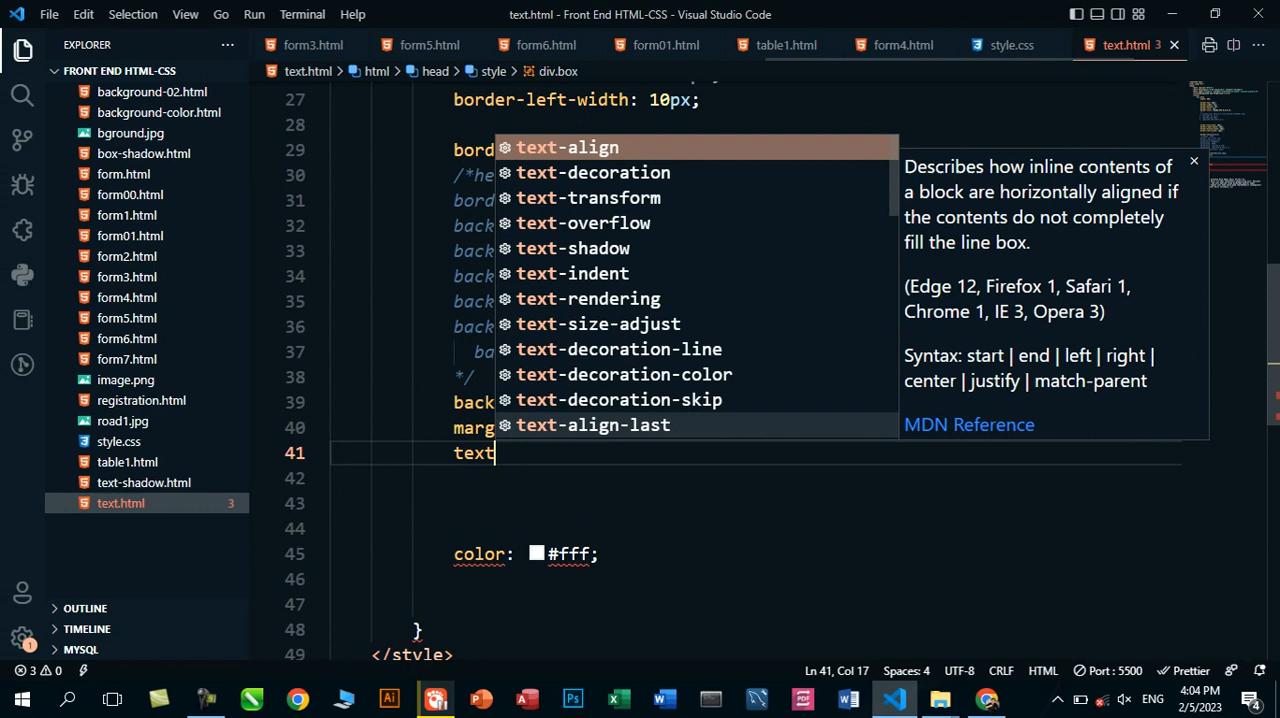 File Edit Selection View Go Run Terminal Help
text.html - Front End HTML-CSS - Visual Studio Code
EXPLORER
form3.html form5.html form6.html form01.html table1.html form4.html style.css text.html 3
FRONT END HTML-CSS
text.html > html > head > style > div.box
background-02.html
background-color.html
bground.jpg
box-shadow.html
form.html
form00.html
form1.html
form01.html
form2.html
form3.html
form4.html
form5.html
form6.html
form7.html
image.png
registration.html
road1.jpg
style.css
table1.html
text-shadow.html
text.html 3
OUTLINE
TIMELINE
MYSQL
27 border-left-width: 10px;
28
29 bord
30 /*he
31 bord
32 back
33 back
34 back
35 back
36 back
37 ba
38 */
39 back
40 marg
41 text
42
43
44
45 color: #fff;
46
47
48 }
49 </style>
text-align
text-decoration
text-transform
text-overflow
text-shadow
text-indent
text-rendering
text-size-adjust
text-decoration-line
text-decoration-color
text-decoration-skip
text-align-last
Describes how inline contents of
a block are horizontally aligned if
the contents do not completely
fill the line box.
(Edge 12, Firefox 1, Safari 1,
Chrome 1, IE 3, Opera 3)
Syntax: start | end | left | right |
center | justify | match-parent
MDN Reference
1
3 0 Ln 41, Col 17 Spaces: 4 UTF-8 CRLF HTML Port : 5500 Prettier
ENG
4:04 PM
2/5/2023
4